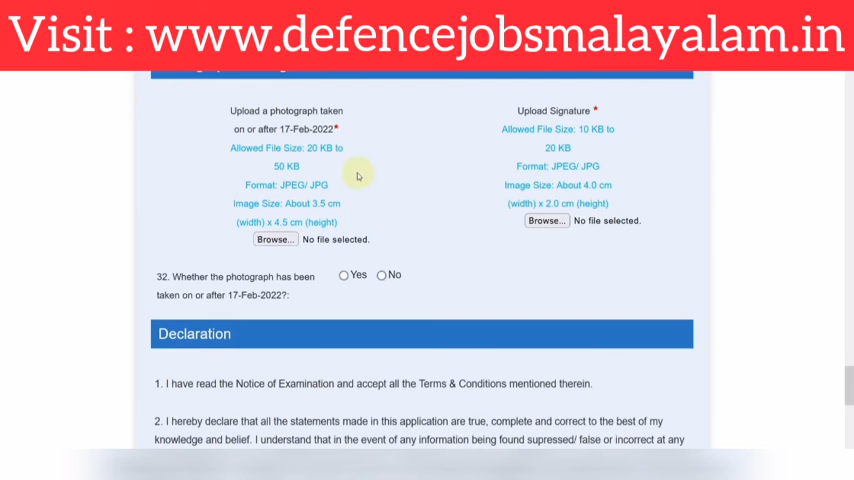 Visit : www.defencejobsmalayalam.in
Upload a photograph taken
on or after 17-Feb-2022*
Allowed File Size: 20 KB to
50 KB
Format: JPEG/ JPG
Image Size: About 3.5 cm
(width) x 4.5 cm (height)
Browse... No file selected.
Upload Signature *
Allowed File Size: 10 KB to
20 KB
Format: JPEG/ JPG
Image Size: About 4.0 cm
(width) x 2.0 cm (height)
Browse... No file selected.
32. Whether the photograph has been
taken on or after 17-Feb-2022?:
Yes No
Declaration
1. I have read the Notice of Examination and accept all the Terms & Conditions mentioned therein.
2. I hereby declare that all the statements made in this application are true, complete and correct to the best of my
knowledge and belief. I understand that in the event of any information being found supressed/ false or incorrect at any